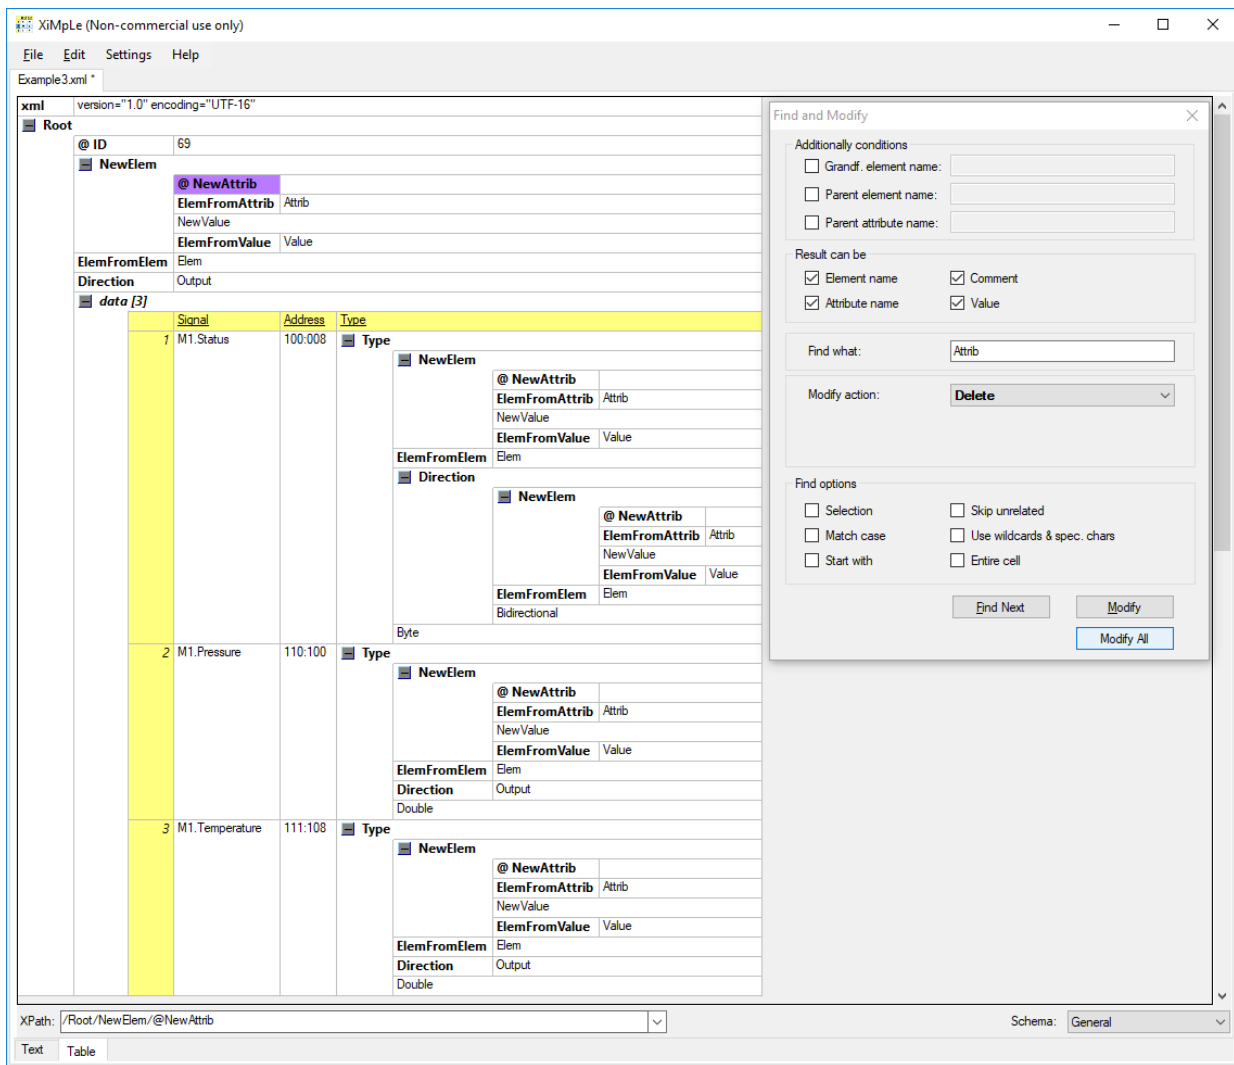 XiMpLe (Non-commercial use only)
File Edit Settings Help
Example3.xml *
xml version="1.0" encoding="UTF-16"
Root
@ ID 69
NewElem
@ NewAttrib
ElemFromAttrib Attrib
NewValue
ElemFromValue Value
ElemFromElem Elem
Direction Output
data [3]
Signal Address Type
1 M1.Status 100:008 Type
NewElem
@ NewAttrib
ElemFromAttrib Attrib
NewValue
ElemFromValue Value
ElemFromElem Elem
Direction
NewElem
@ NewAttrib
ElemFromAttrib Attrib
NewValue
ElemFromValue Value
ElemFromElem Elem
Bidirectional
Byte
2 M1.Pressure 110:100 Type
NewElem
@ NewAttrib
ElemFromAttrib Attrib
NewValue
ElemFromValue Value
ElemFromElem Elem
Direction Output
Double
3 M1.Temperature 111:108 Type
NewElem
@ NewAttrib
ElemFromAttrib Attrib
NewValue
ElemFromValue Value
ElemFromElem Elem
Direction Output
Double
Find and Modify
Additionally conditions
Grandf. element name:
Parent element name:
Parent attribute name:
Result can be
Element name Comment
Attribute name Value
Find what: Attrib
Modify action: Delete
Find options
Selection Skip unrelated
Match case Use wildcards & spec. chars
Start with Entire cell
Find Next Modify
Modify All
XPath: /Root/NewElem/@NewAttrib Schema: General
Text Table